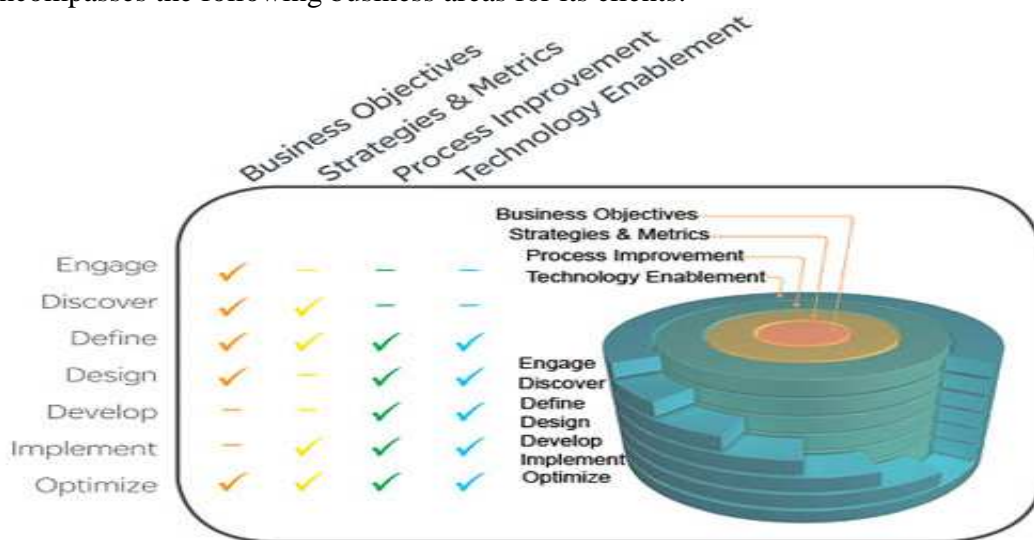 encompasses the following business areas for its clients:
Business Objectives
Strategies & Metrics
Process Improvement
Technology Enablement
Business Objectives
Strategies & Metrics
Process Improvement
Technology Enablement
Engage
Discover
Define
Design
Develop
Implement
Optimize
Engage
Discover
Define
Design
Develop
Implement
Optimize